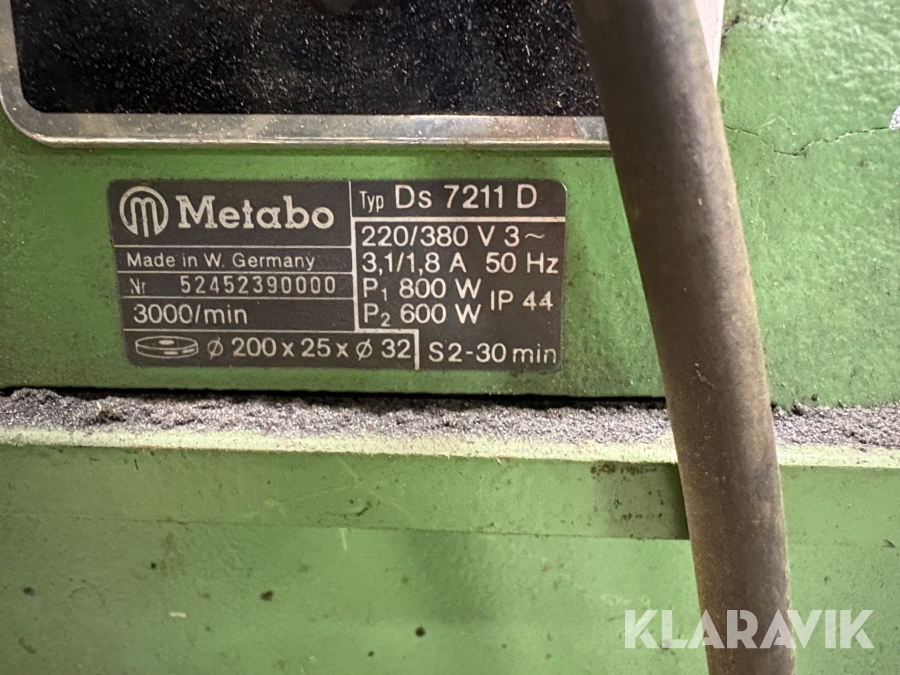 Metabo
Typ Ds 7211 D
Made in W. Germany
Nr 52452390000
3000/min
220/380 V 3~
3,1/1,8 A 50 Hz
P1 800 W IP 44
P2 600 W
Ø 200 x 25 x Ø 32
S2-30 min
KLARAVIK